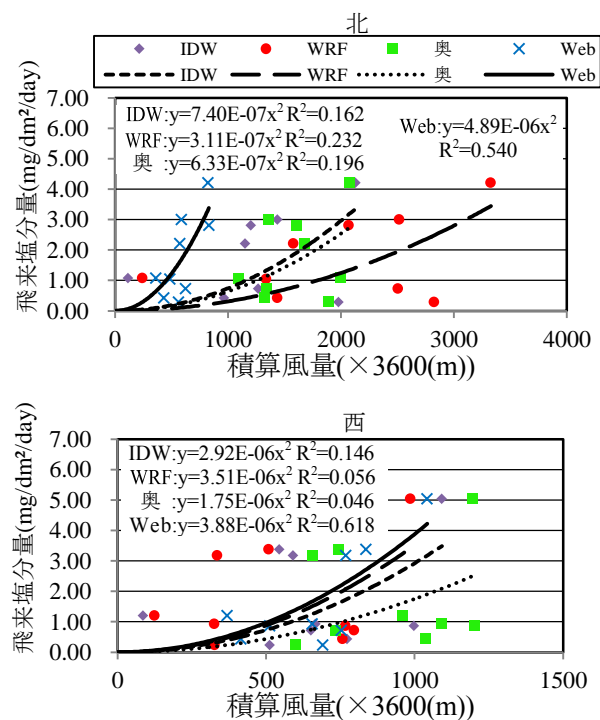 北
IDW WRF 奥 Web
IDW WRF 奥 Web
飛来塩分量(mg/dm²/day)
7.00
6.00
5.00
4.00
3.00
2.00
1.00
0.00
IDW:y=7.40E-07x² R²=0.162
WRF:y=3.11E-07x² R²=0.232
奥 :y=6.33E-07x² R²=0.196
Web:y=4.89E-06x²
R²=0.540
0 1000 2000 3000 4000
積算風量(×3600(m))
西
飛来塩分量(mg/dm²/day)
7.00
6.00
5.00
4.00
3.00
2.00
1.00
0.00
IDW:y=2.92E-06x² R²=0.146
WRF:y=3.51E-06x² R²=0.056
奥 :y=1.75E-06x² R²=0.046
Web:y=3.88E-06x² R²=0.618
0 500 1000 1500
積算風量(×3600(m))